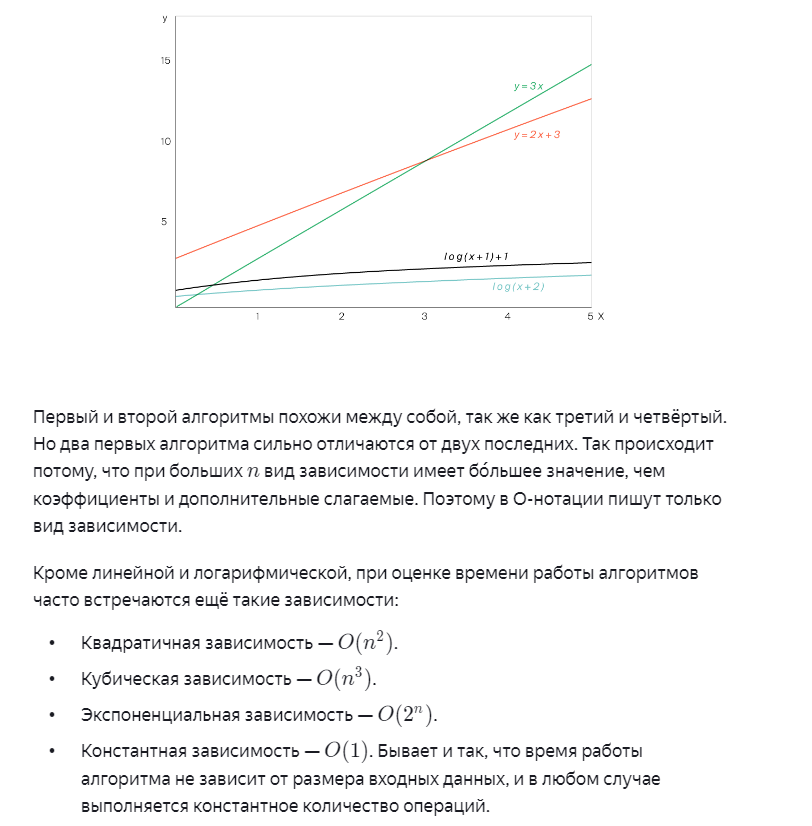 y
15
y=3x
10
y=2x+3
5
log(x+1)+1
log(x+2)
1 2 3 4 5 X
Первый и второй алгоритмы похожи между собой, так же как третий и четвёртый.
Но два первых алгоритма сильно отличаются от двух последних. Так происходит
потому, что при больших n вид зависимости имеет бо́льшее значение, чем
коэффициенты и дополнительные слагаемые. Поэтому в О-нотации пишут только
вид зависимости.
Кроме линейной и логарифмической, при оценке времени работы алгоритмов
часто встречаются ещё такие зависимости:
• Квадратичная зависимость — O(n²).
• Кубическая зависимость — O(n³).
• Экспоненциальная зависимость — O(2ⁿ).
• Константная зависимость — O(1). Бывает и так, что время работы
алгоритма не зависит от размера входных данных, и в любом случае
выполняется константное количество операций.